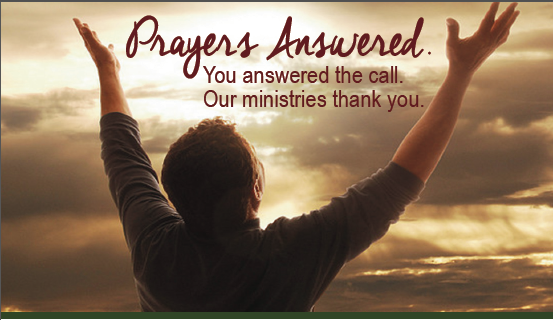 Prayers Answered.
You answered the call.
Our ministries thank you.